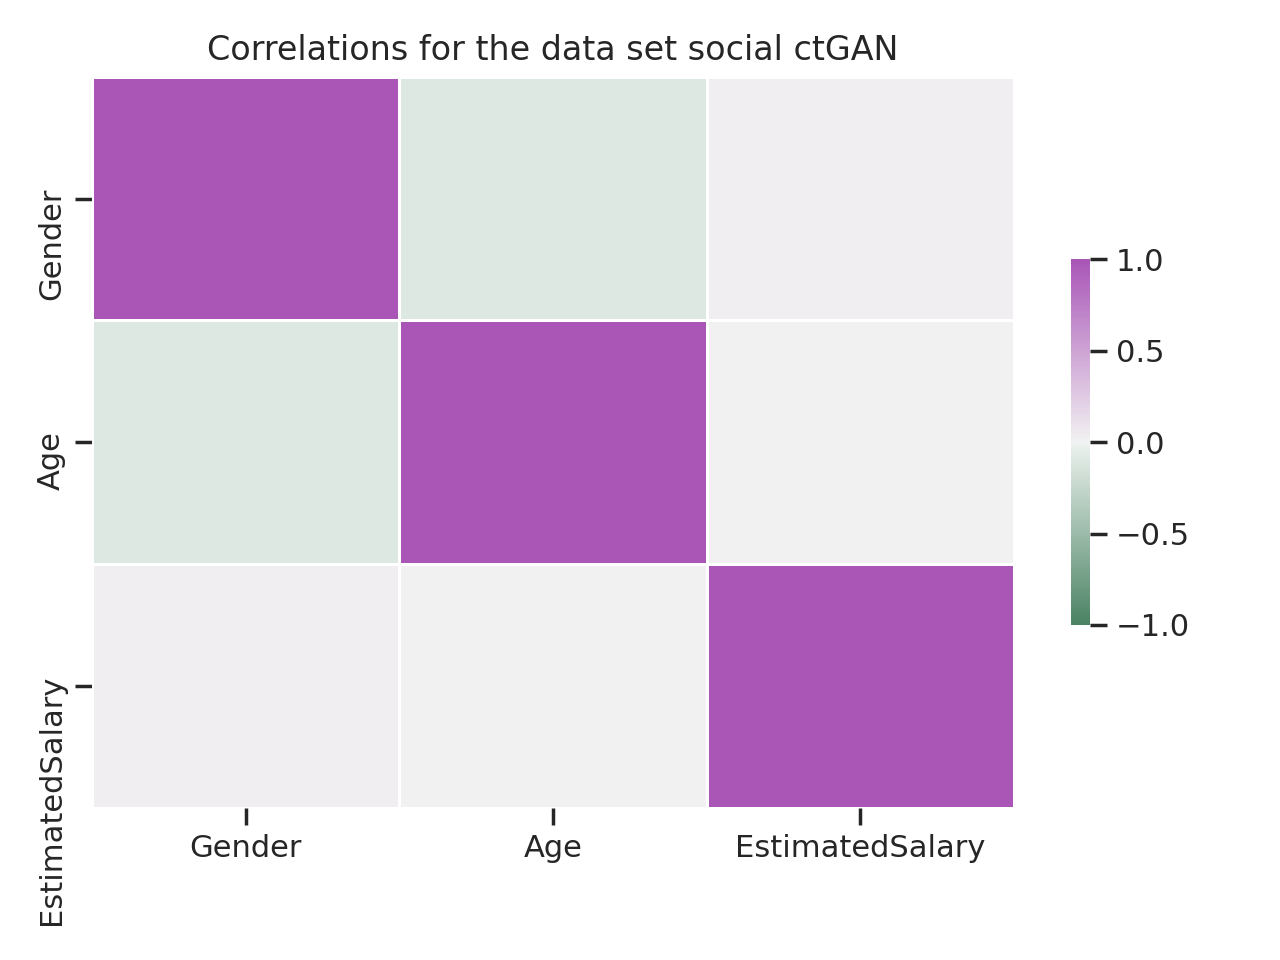 Correlations for the data set social ctGAN
Gender
Age
EstimatedSalary
Gender
Age
EstimatedSalary
1.0
0.5
0.0
−0.5
−1.0